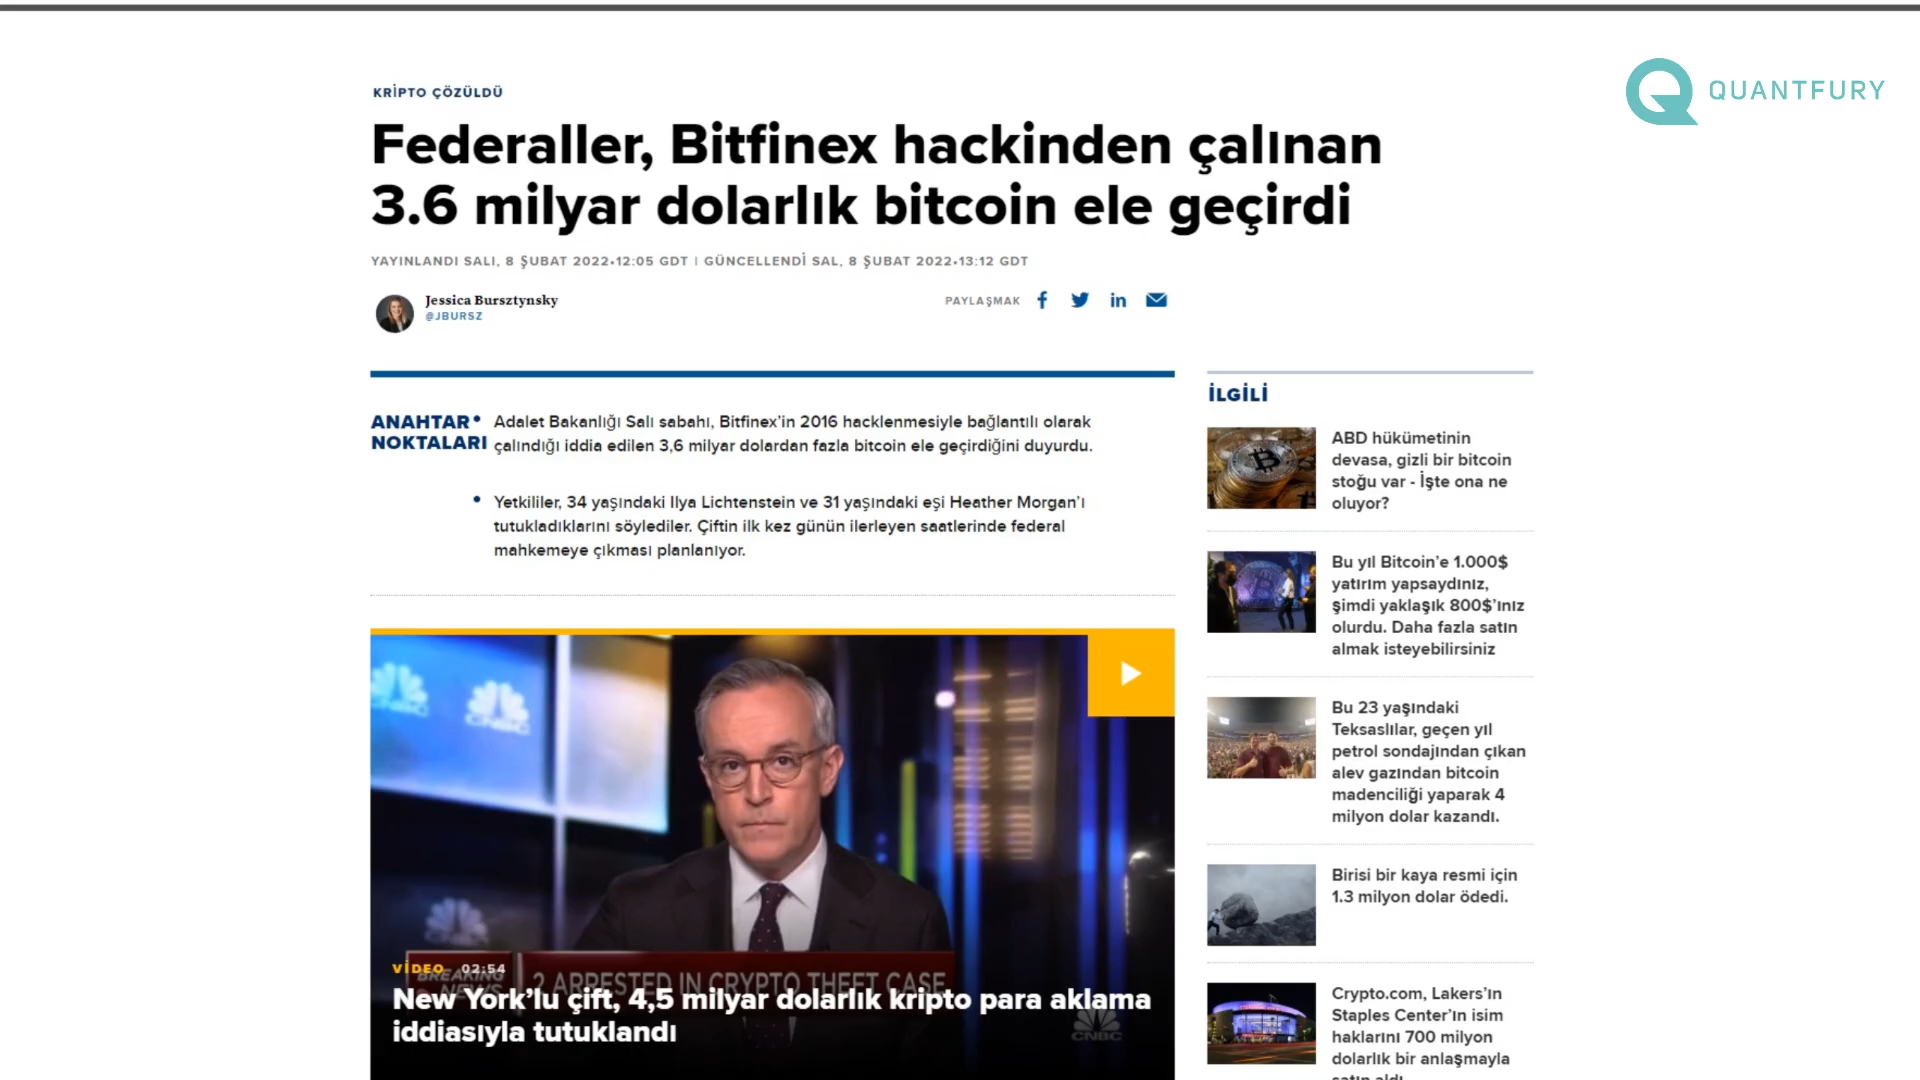 QUANTFURY
KRİPTO ÇÖZÜLDÜ
Federaller, Bitfinex hackinden çalınan
3.6 milyar dolarlık bitcoin ele geçirdi
YAYINLANDI SALI, 8 ŞUBAT 2022•12:05 GDT | GÜNCELLENDİ SAL, 8 ŞUBAT 2022•13:12 GDT
Jessica Bursztynsky
@JBURSZ
PAYLAŞMAK
ANAHTAR
NOKTALARI
• Adalet Bakanlığı Salı sabahı, Bitfinex'in 2016 hacklenmesiyle bağlantılı olarak
çalındığı iddia edilen 3,6 milyar dolardan fazla bitcoin ele geçirdiğini duyurdu.
• Yetkililer, 34 yaşındaki Ilya Lichtenstein ve 31 yaşındaki eşi Heather Morgan'ı
tutukladıklarını söylediler. Çiftin ilk kez günün ilerleyen saatlerinde federal
mahkemeye çıkması planlanıyor.
CNBC
CNBC
BREAKING
NEWS
2 ARRESTED IN CRYPTO THEFT CASE
VİDEO 02:54
New York'lu çift, 4,5 milyar dolarlık kripto para aklama
iddiasıyla tutuklandı
CNBC
İLGİLİ
ABD hükümetinin
devasa, gizli bir bitcoin
stoğu var - İşte ona ne
oluyor?
Bu yıl Bitcoin'e 1.000$
yatırım yapsaydınız,
şimdi yaklaşık 800$'ınız
olurdu. Daha fazla satın
almak isteyebilirsiniz
Bu 23 yaşındaki
Teksaslılar, geçen yıl
petrol sondajından çıkan
alev gazından bitcoin
madenciliği yaparak 4
milyon dolar kazandı.
Birisi bir kaya resmi için
1.3 milyon dolar ödedi.
Crypto.com, Lakers'ın
Staples Center'ın isim
haklarını 700 milyon
dolarlık bir anlaşmayla
satın aldı